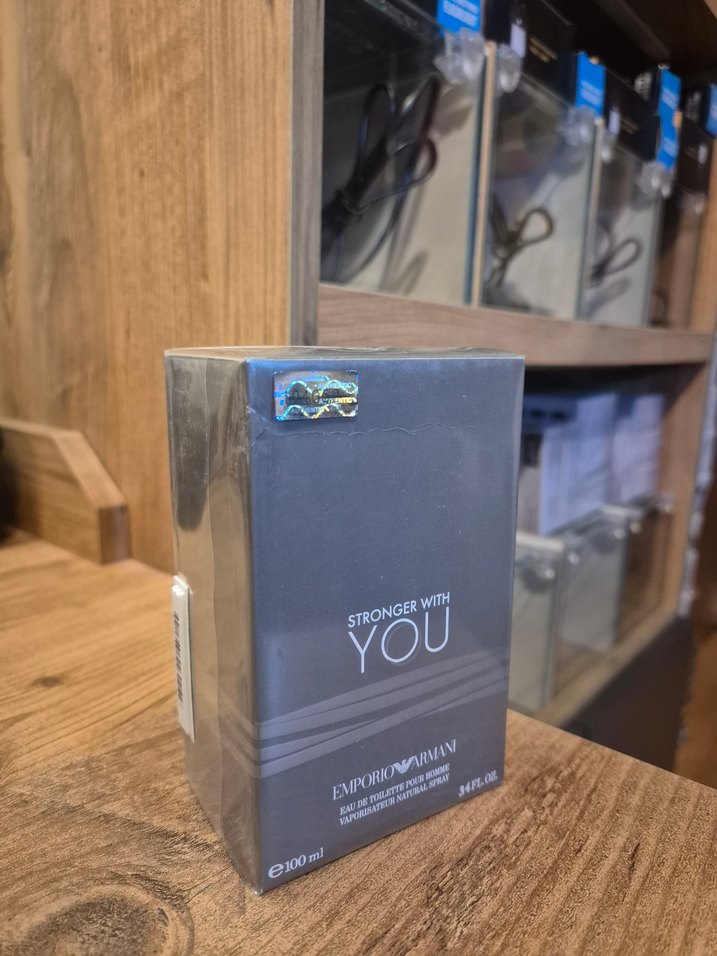 AUTHENTIC
STRONGER WITH
YOU
EMPORIO ARMANI
EAU DE TOILETTE POUR HOMME
VAPORISATEUR NATURAL SPRAY
3.4 FL.OZ.
℮100 ml